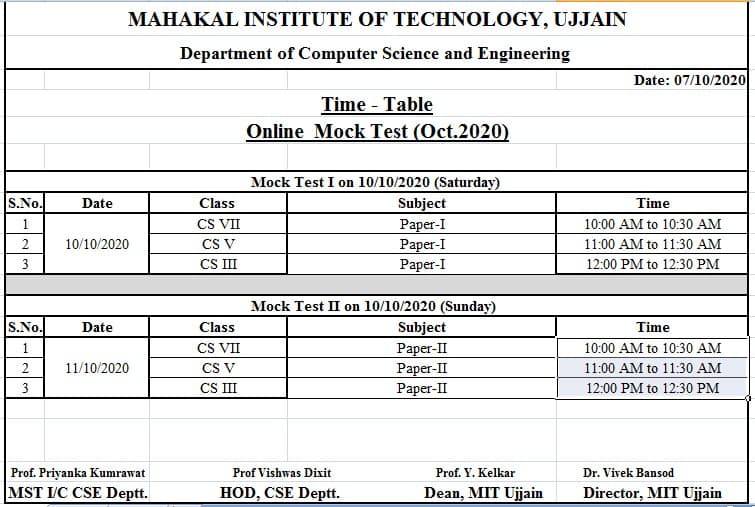 MAHAKAL INSTITUTE OF TECHNOLOGY, UJJAIN
Department of Computer Science and Engineering
Date: 07/10/2020
Time - Table
Online Mock Test (Oct.2020)
Mock Test I on 10/10/2020 (Saturday)
S.No. Date Class Subject Time
1 CS VII Paper-I 10:00 AM to 10:30 AM
2 10/10/2020 CS V Paper-I 11:00 AM to 11:30 AM
3 CS III Paper-I 12:00 PM to 12:30 PM
Mock Test II on 10/10/2020 (Sunday)
S.No. Date Class Subject Time
1 CS VII Paper-II 10:00 AM to 10:30 AM
2 11/10/2020 CS V Paper-II 11:00 AM to 11:30 AM
3 CS III Paper-II 12:00 PM to 12:30 PM
Prof. Priyanka Kumrawat Prof Vishwas Dixit Prof. Y. Kelkar Dr. Vivek Bansod
MST I/C CSE Deptt. HOD, CSE Deptt. Dean, MIT Ujjain Director, MIT Ujjain